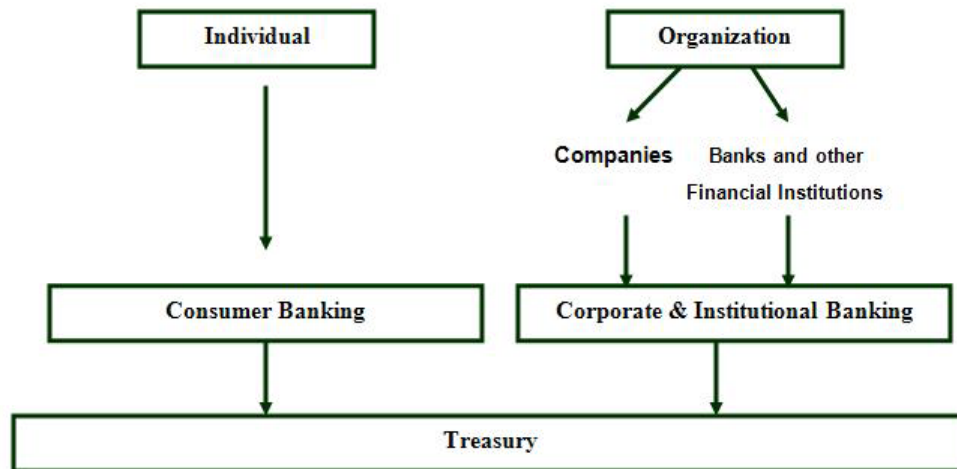 Individual
Organization
Companies
Banks and other
Financial Institutions
Consumer Banking
Corporate & Institutional Banking
Treasury